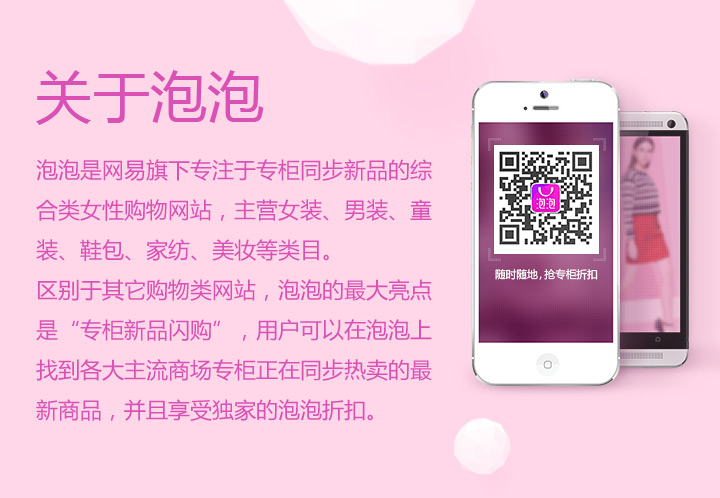 关于泡泡
泡泡是网易旗下专注于专柜同步新品的综
合类女性购物网站，主营女装、男装、童
装、鞋包、家纺、美妆等类目。
区别于其它购物类网站，泡泡的最大亮点
是“专柜新品闪购”，用户可以在泡泡上
找到各大主流商场专柜正在同步热卖的最
新商品，并且享受独家的泡泡折扣。
泡泡
随时随地，抢专柜折扣